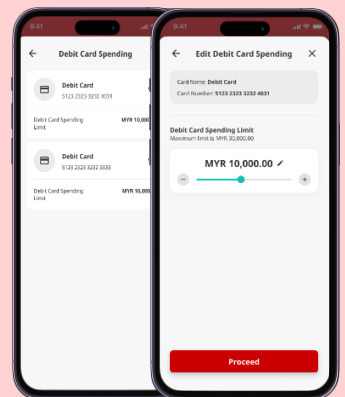 9:41
Debit Card Spending
Debit Card
5123 2323 3232 4031
Debit Card Spending
Limit
MYR 10,000
Debit Card
5123 2323 3232 3333
Debit Card Spending
Limit
MYR 10,000
9:41
Edit Debit Card Spending
Card Name: Debit Card
Card Number: 5123 2323 3232 4031
Debit Card Spending Limit
Maximum limit is MYR 30,000.00
MYR 10,000.00
Proceed